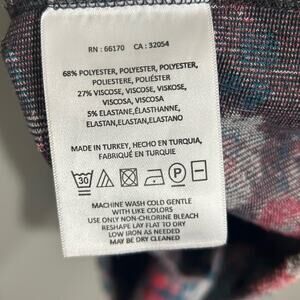 RN : 66170 CA : 32054
68% POLYESTER, POLYESTER, POLYESTER,
POLIESTERE, POLIÉSTER
27% VISCOSE, VISCOSE, VISKOSE,
VISCOSA, VISCOSA
5% ELASTANE,ÉLASTHANNE,
ELASTAN,ELASTAN,ELASTANO
MADE IN TURKEY, HECHO EN TURQUIA,
FABRIQUÉ EN TURQUIE
30 P
MACHINE WASH COLD GENTLE
WITH LIKE COLORS
USE ONLY NON-CHLORINE BLEACH
RESHAPE LAY FLAT TO DRY
LOW IRON AS NEEDED
MAY BE DRY CLEANED